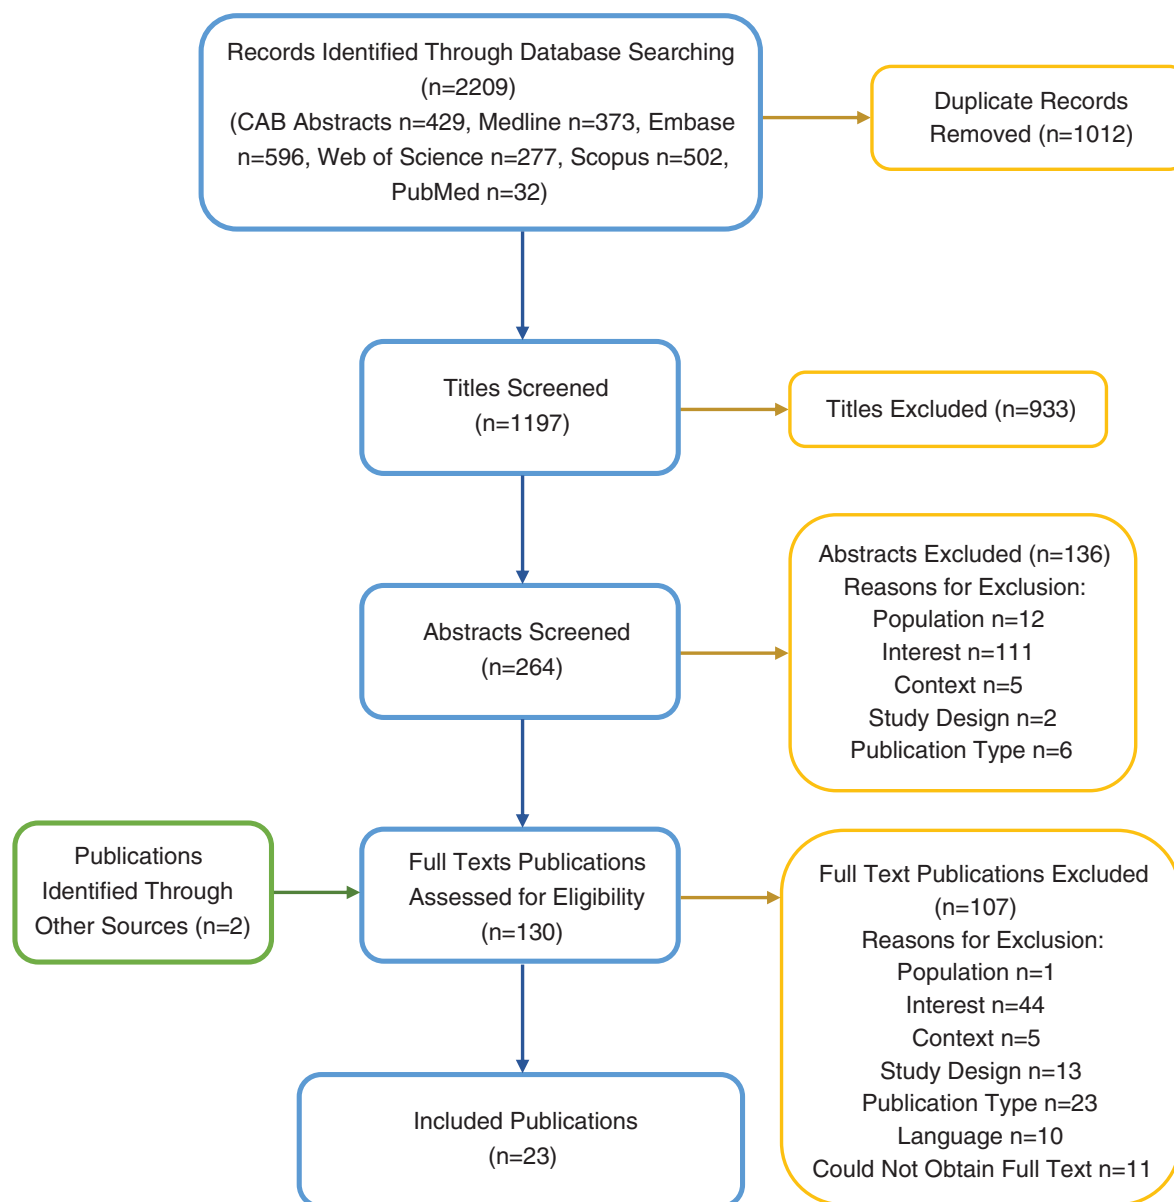 Records Identified Through Database Searching
(n=2209)
(CAB Abstracts n=429, Medline n=373, Embase
n=596, Web of Science n=277, Scopus n=502,
PubMed n=32)
Duplicate Records
Removed (n=1012)
Titles Screened
(n=1197)
Titles Excluded (n=933)
Abstracts Screened
(n=264)
Abstracts Excluded (n=136)
Reasons for Exclusion:
Population n=12
Interest n=111
Context n=5
Study Design n=2
Publication Type n=6
Publications
Identified Through
Other Sources (n=2)
Full Texts Publications
Assessed for Eligibility
(n=130)
Full Text Publications Excluded
(n=107)
Reasons for Exclusion:
Population n=1
Interest n=44
Context n=5
Study Design n=13
Publication Type n=23
Language n=10
Could Not Obtain Full Text n=11
Included Publications
(n=23)